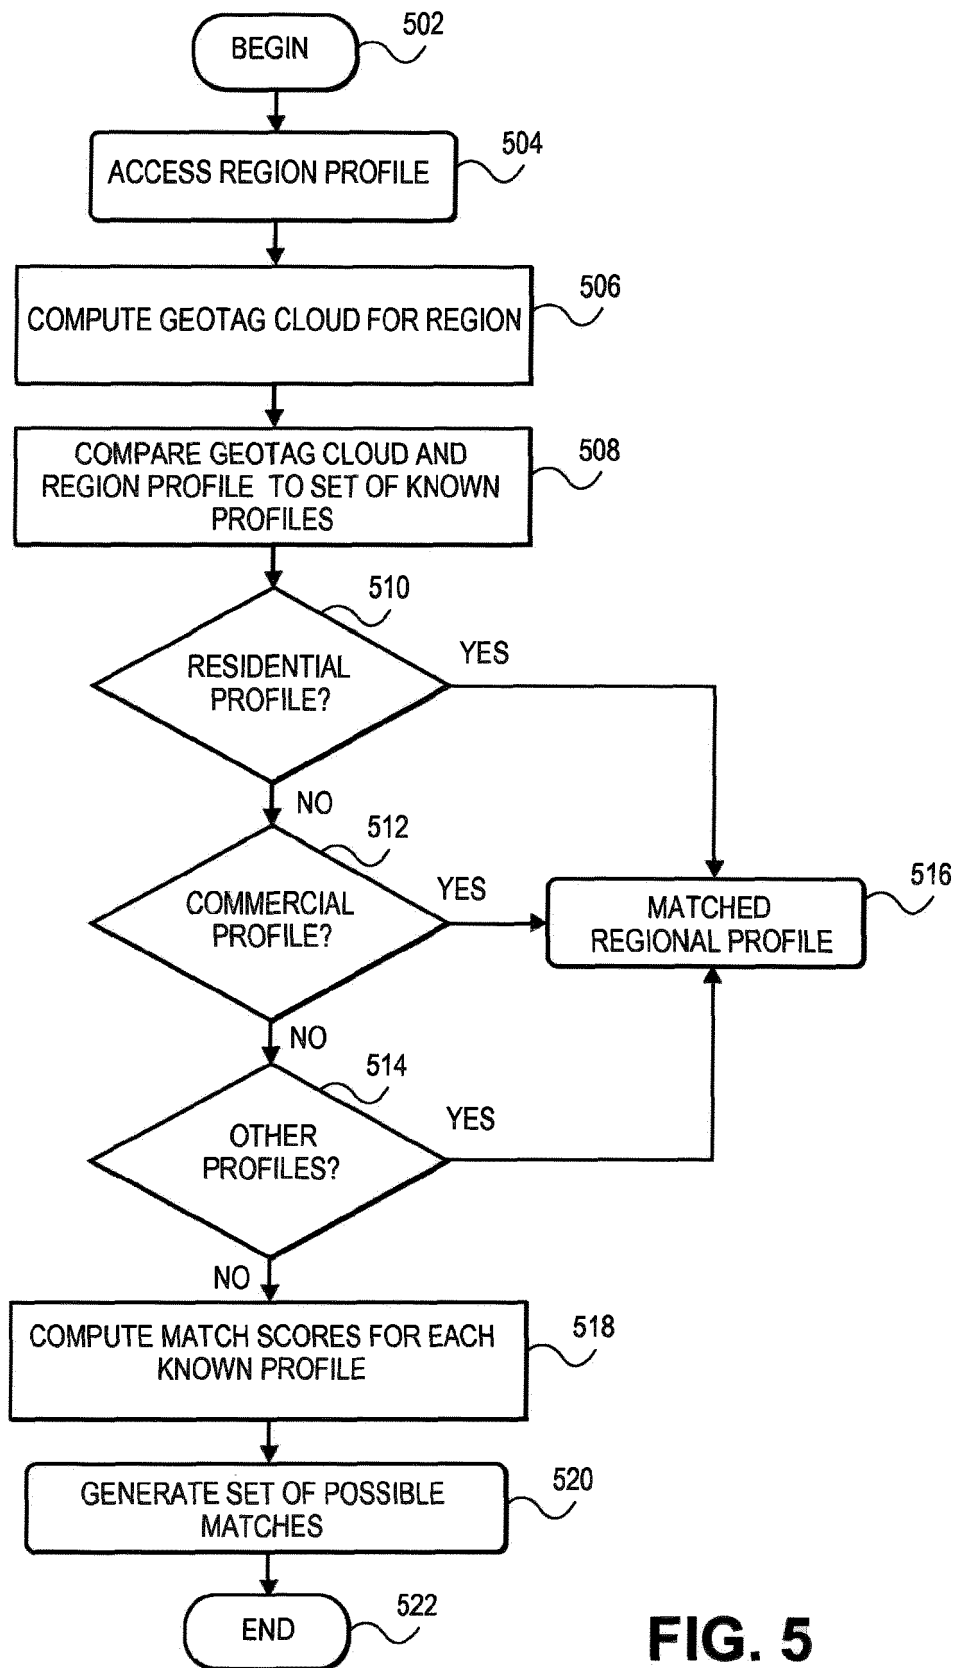 BEGIN
502
ACCESS REGION PROFILE
504
COMPUTE GEOTAG CLOUD FOR REGION
506
COMPARE GEOTAG CLOUD AND
REGION PROFILE TO SET OF KNOWN
PROFILES
508
RESIDENTIAL
PROFILE?
510
YES
NO
COMMERCIAL
PROFILE?
512
YES
MATCHED
REGIONAL PROFILE
516
NO
OTHER
PROFILES?
514
YES
NO
COMPUTE MATCH SCORES FOR EACH
KNOWN PROFILE
518
GENERATE SET OF POSSIBLE
MATCHES
520
END
522
FIG. 5